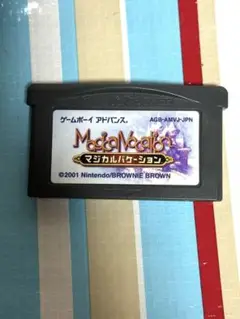 ゲームボーイ アドバンス
AGB-AMVJ-JPN
Magical Vacation
マジカルバケーション
©2001 Nintendo/BROWNIE BROWN